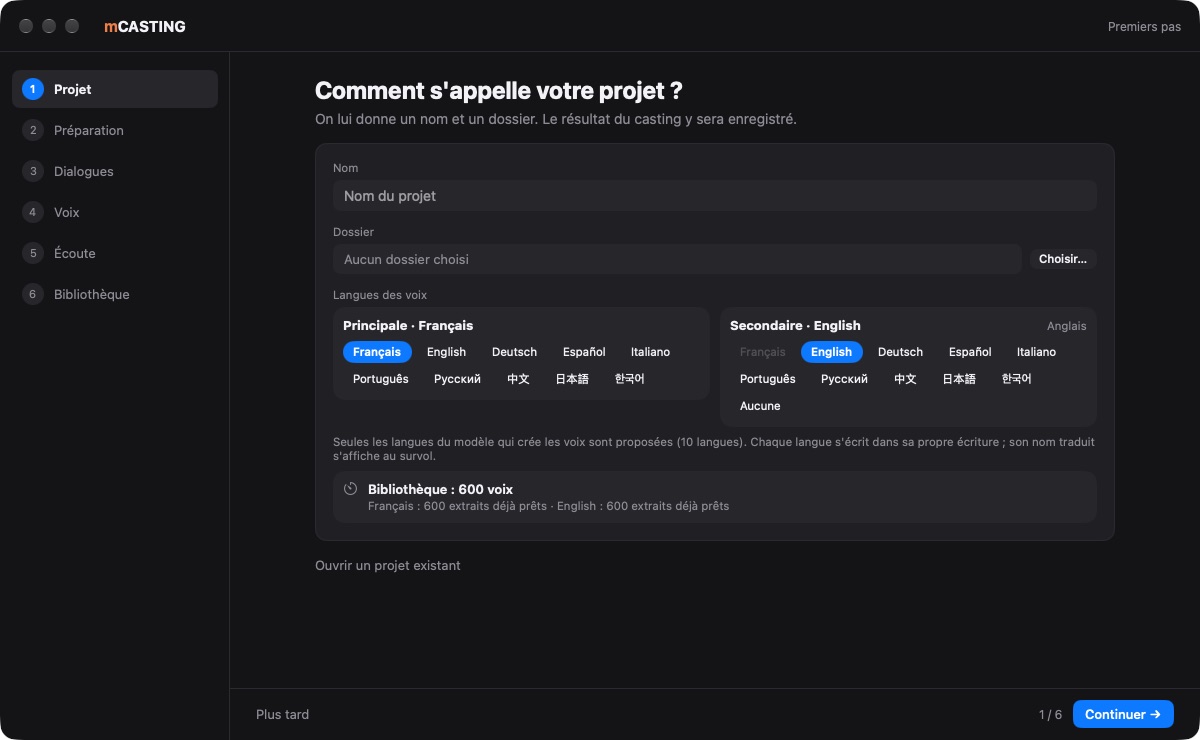 mCASTING
Premiers pas
1 Projet
2 Préparation
3 Dialogues
4 Voix
5 Écoute
6 Bibliothèque
Comment s'appelle votre projet ?
On lui donne un nom et un dossier. Le résultat du casting y sera enregistré.
Nom
Nom du projet
Dossier
Aucun dossier choisi
Choisir...
Langues des voix
Principale · Français
Français English Deutsch Español Italiano
Português Русский 中文 日本語 한국어
Secondaire · English Anglais
Français English Deutsch Español Italiano
Português Русский 中文 日本語 한국어
Aucune
Seules les langues du modèle qui crée les voix sont proposées (10 langues). Chaque langue s'écrit dans sa propre écriture ; son nom traduit
s'affiche au survol.
Bibliothèque : 600 voix
Français : 600 extraits déjà prêts · English : 600 extraits déjà prêts
Ouvrir un projet existant
Plus tard
1 / 6
Continuer →